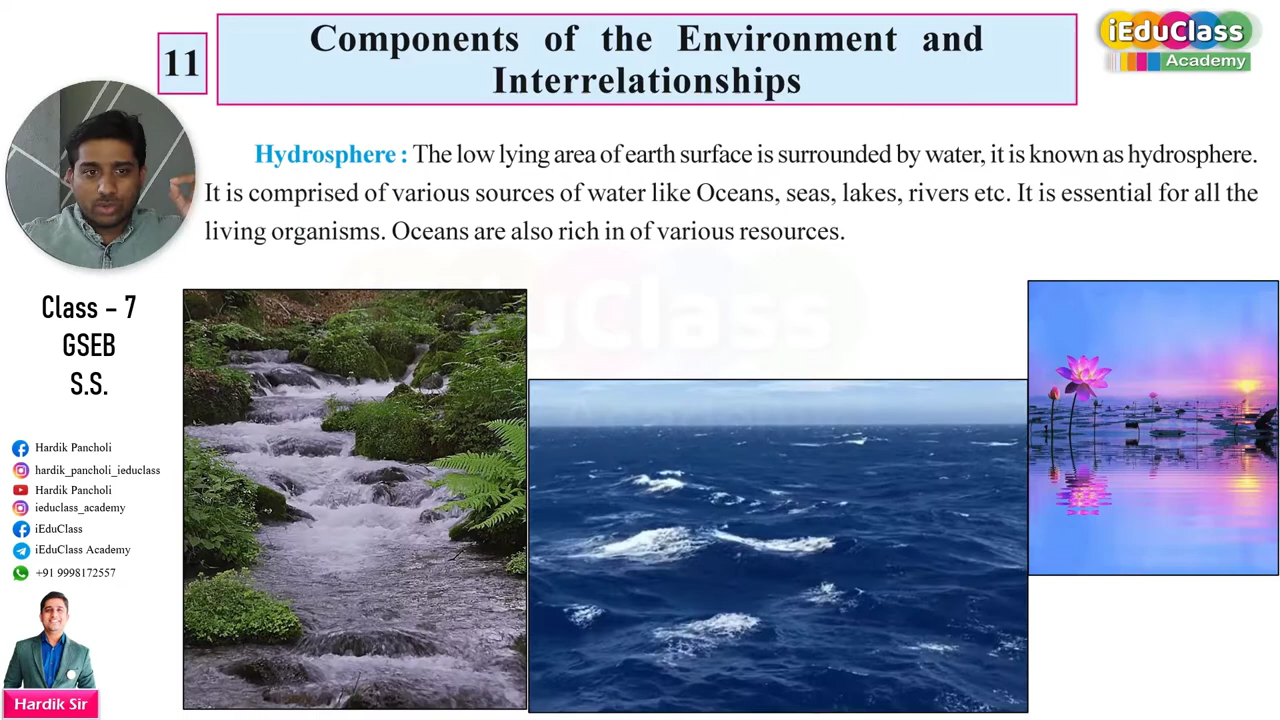 11
Components of the Environment and
Interrelationships
iEduClass
Academy
Hydrosphere : The low lying area of earth surface is surrounded by water, it is known as hydrosphere.
It is comprised of various sources of water like Oceans, seas, lakes, rivers etc. It is essential for all the
living organisms. Oceans are also rich in of various resources.
Class - 7
GSEB
S.S.
Hardik Pancholi
hardik_pancholi_ieduclass
Hardik Pancholi
ieduclass_academy
iEduClass
iEduClass Academy
+91 9998172557
Hardik Sir